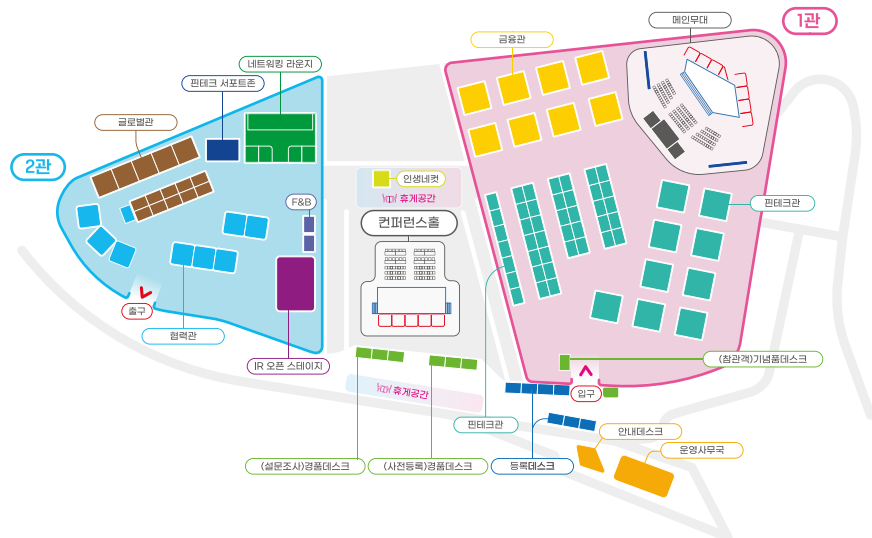 1관
메인무대
금융관
네트워킹 라운지
핀테크 서포트존
글로벌관
2관
인생네컷
휴게공간
F&B
핀테크관
컨퍼런스홀
출구
협력관
IR 오픈 스테이지
(참관객)기념품데스크
휴게공간
입구
핀테크관
안내데스크
운영사무국
(설문조사)경품데스크
(사전등록)경품데스크
등록데스크